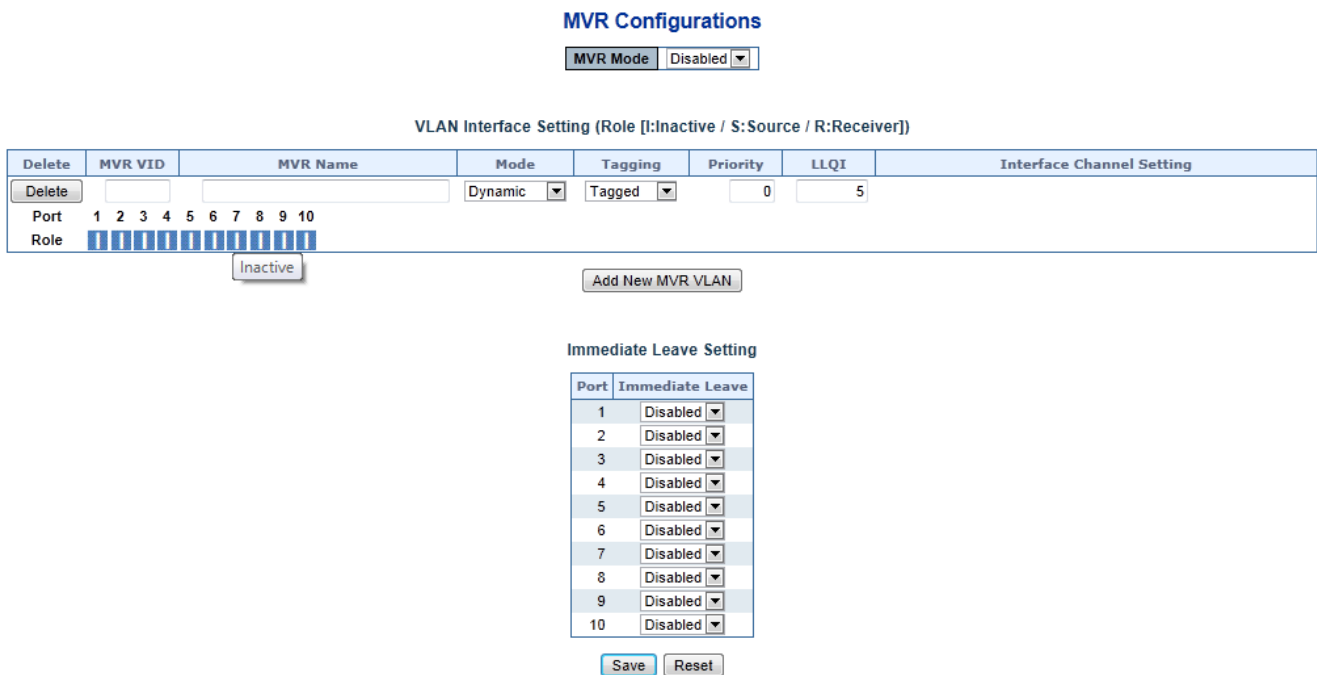 MVR Configurations
MVR Mode Disabled
VLAN Interface Setting (Role [I:Inactive / S:Source / R:Receiver])
Delete MVR VID MVR Name Mode Tagging Priority LLQI Interface Channel Setting
Delete Dynamic Tagged 0 5
Port 1 2 3 4 5 6 7 8 9 10
Role I I I I I I I I I I
Inactive
Add New MVR VLAN
Immediate Leave Setting
Port Immediate Leave
1 Disabled
2 Disabled
3 Disabled
4 Disabled
5 Disabled
6 Disabled
7 Disabled
8 Disabled
9 Disabled
10 Disabled
Save Reset